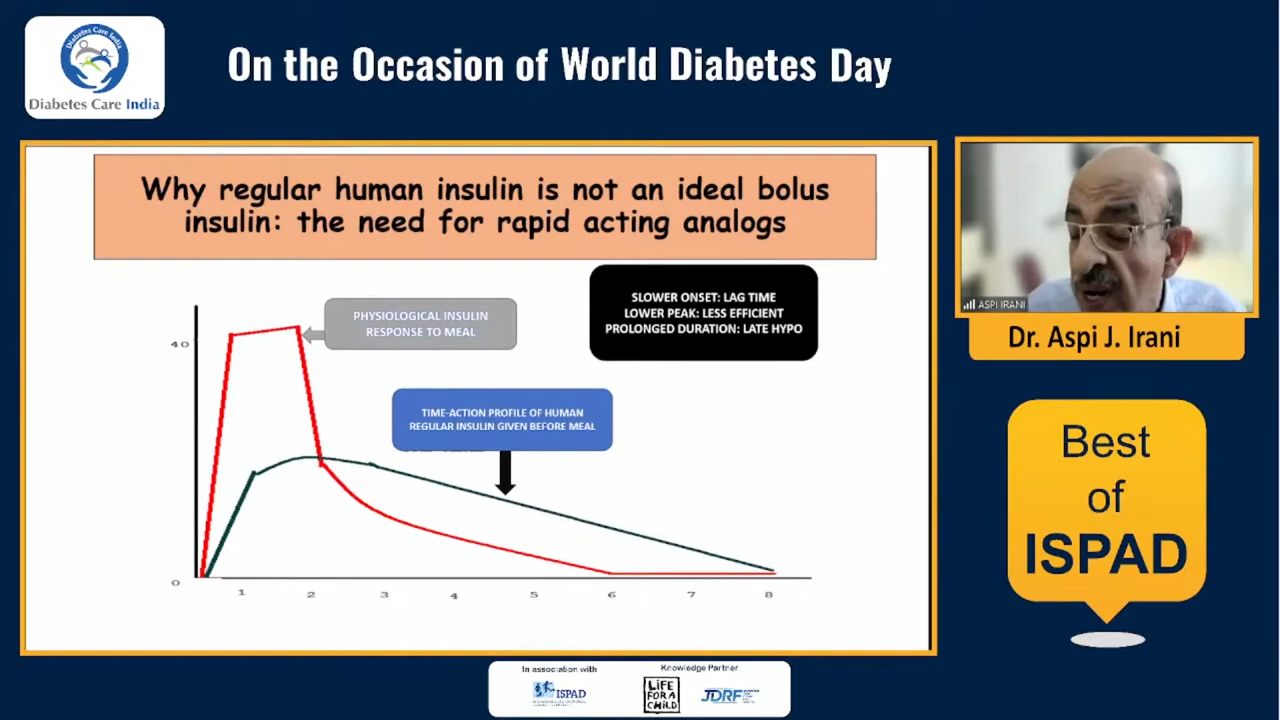 Diabetes Care India
Diabetes Care India
On the Occasion of World Diabetes Day
Why regular human insulin is not an ideal bolus
insulin: the need for rapid acting analogs
SLOWER ONSET: LAG TIME
LOWER PEAK: LESS EFFICIENT
PROLONGED DURATION: LATE HYPO
PHYSIOLOGICAL INSULIN
RESPONSE TO MEAL
40
TIME-ACTION PROFILE OF HUMAN
REGULAR INSULIN GIVEN BEFORE MEAL
0
1 2 3 4 5 6 7 8
ASPI IRANI
Dr. Aspi J. Irani
Best
of
ISPAD
In association with
ISPAD
Knowledge Partner
LiFE
FOR A
CHiLD
JDRF